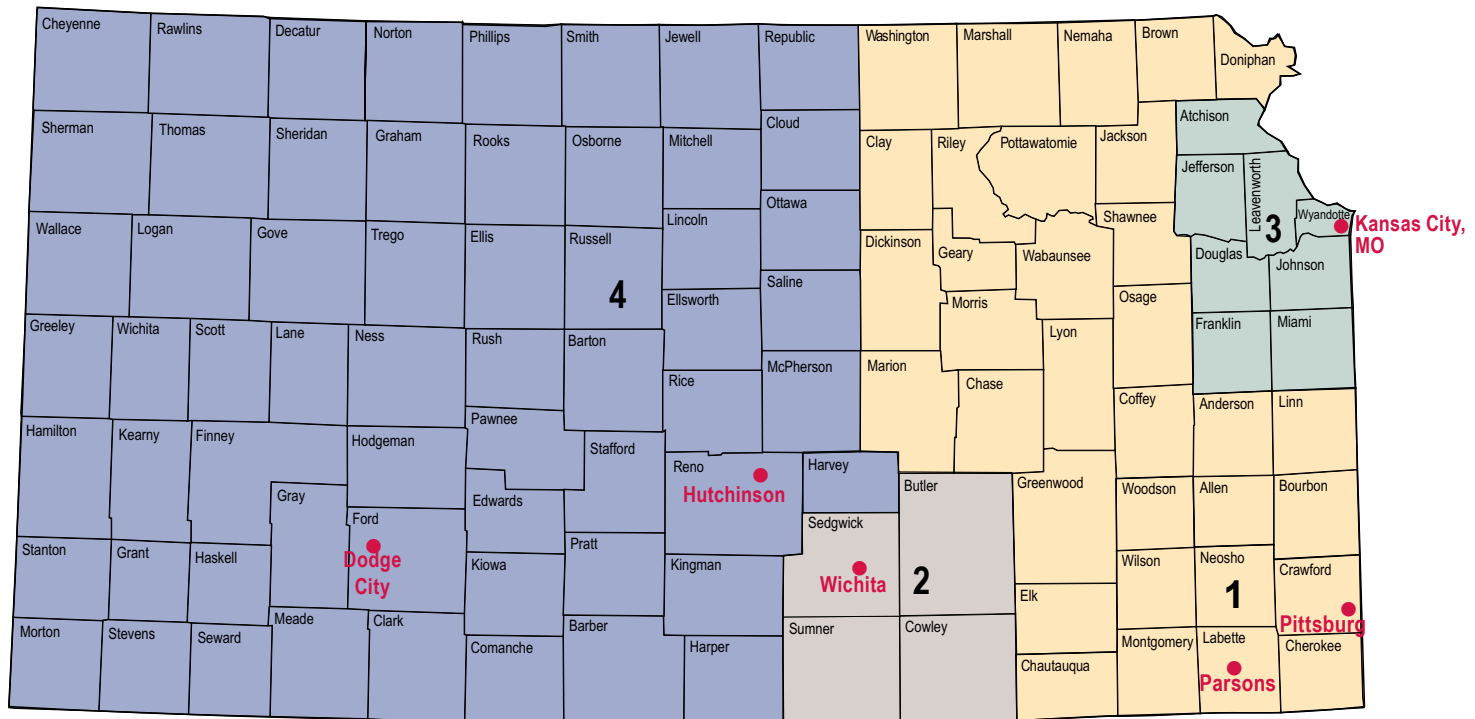 Cheyenne
Rawlins
Decatur
Norton
Phillips
Smith
Jewell
Republic
Washington
Marshall
Nemaha
Brown
Doniphan
Sherman
Thomas
Sheridan
Graham
Rooks
Osborne
Mitchell
Cloud
Clay
Riley
Pottawatomie
Jackson
Atchison
Jefferson
Leavenworth
Wyandotte
3
Kansas City,
MO
Wallace
Logan
Gove
Trego
Ellis
Russell
4
Lincoln
Ottawa
Dickinson
Geary
Wabaunsee
Shawnee
Douglas
Johnson
Ellsworth
Saline
Morris
Osage
Franklin
Miami
Greeley
Wichita
Scott
Lane
Ness
Rush
Barton
Rice
McPherson
Marion
Chase
Lyon
Coffey
Anderson
Linn
Hamilton
Kearny
Finney
Hodgeman
Pawnee
Stafford
Reno
Hutchinson
Harvey
Butler
Greenwood
Woodson
Allen
Bourbon
Gray
Ford
Dodge
City
Edwards
Sedgwick
Wichita
2
Stanton
Grant
Haskell
Kiowa
Pratt
Kingman
Elk
Wilson
Neosho
1
Crawford
Pittsburg
Morton
Stevens
Seward
Meade
Clark
Comanche
Barber
Harper
Sumner
Cowley
Chautauqua
Montgomery
Labette
Parsons
Cherokee